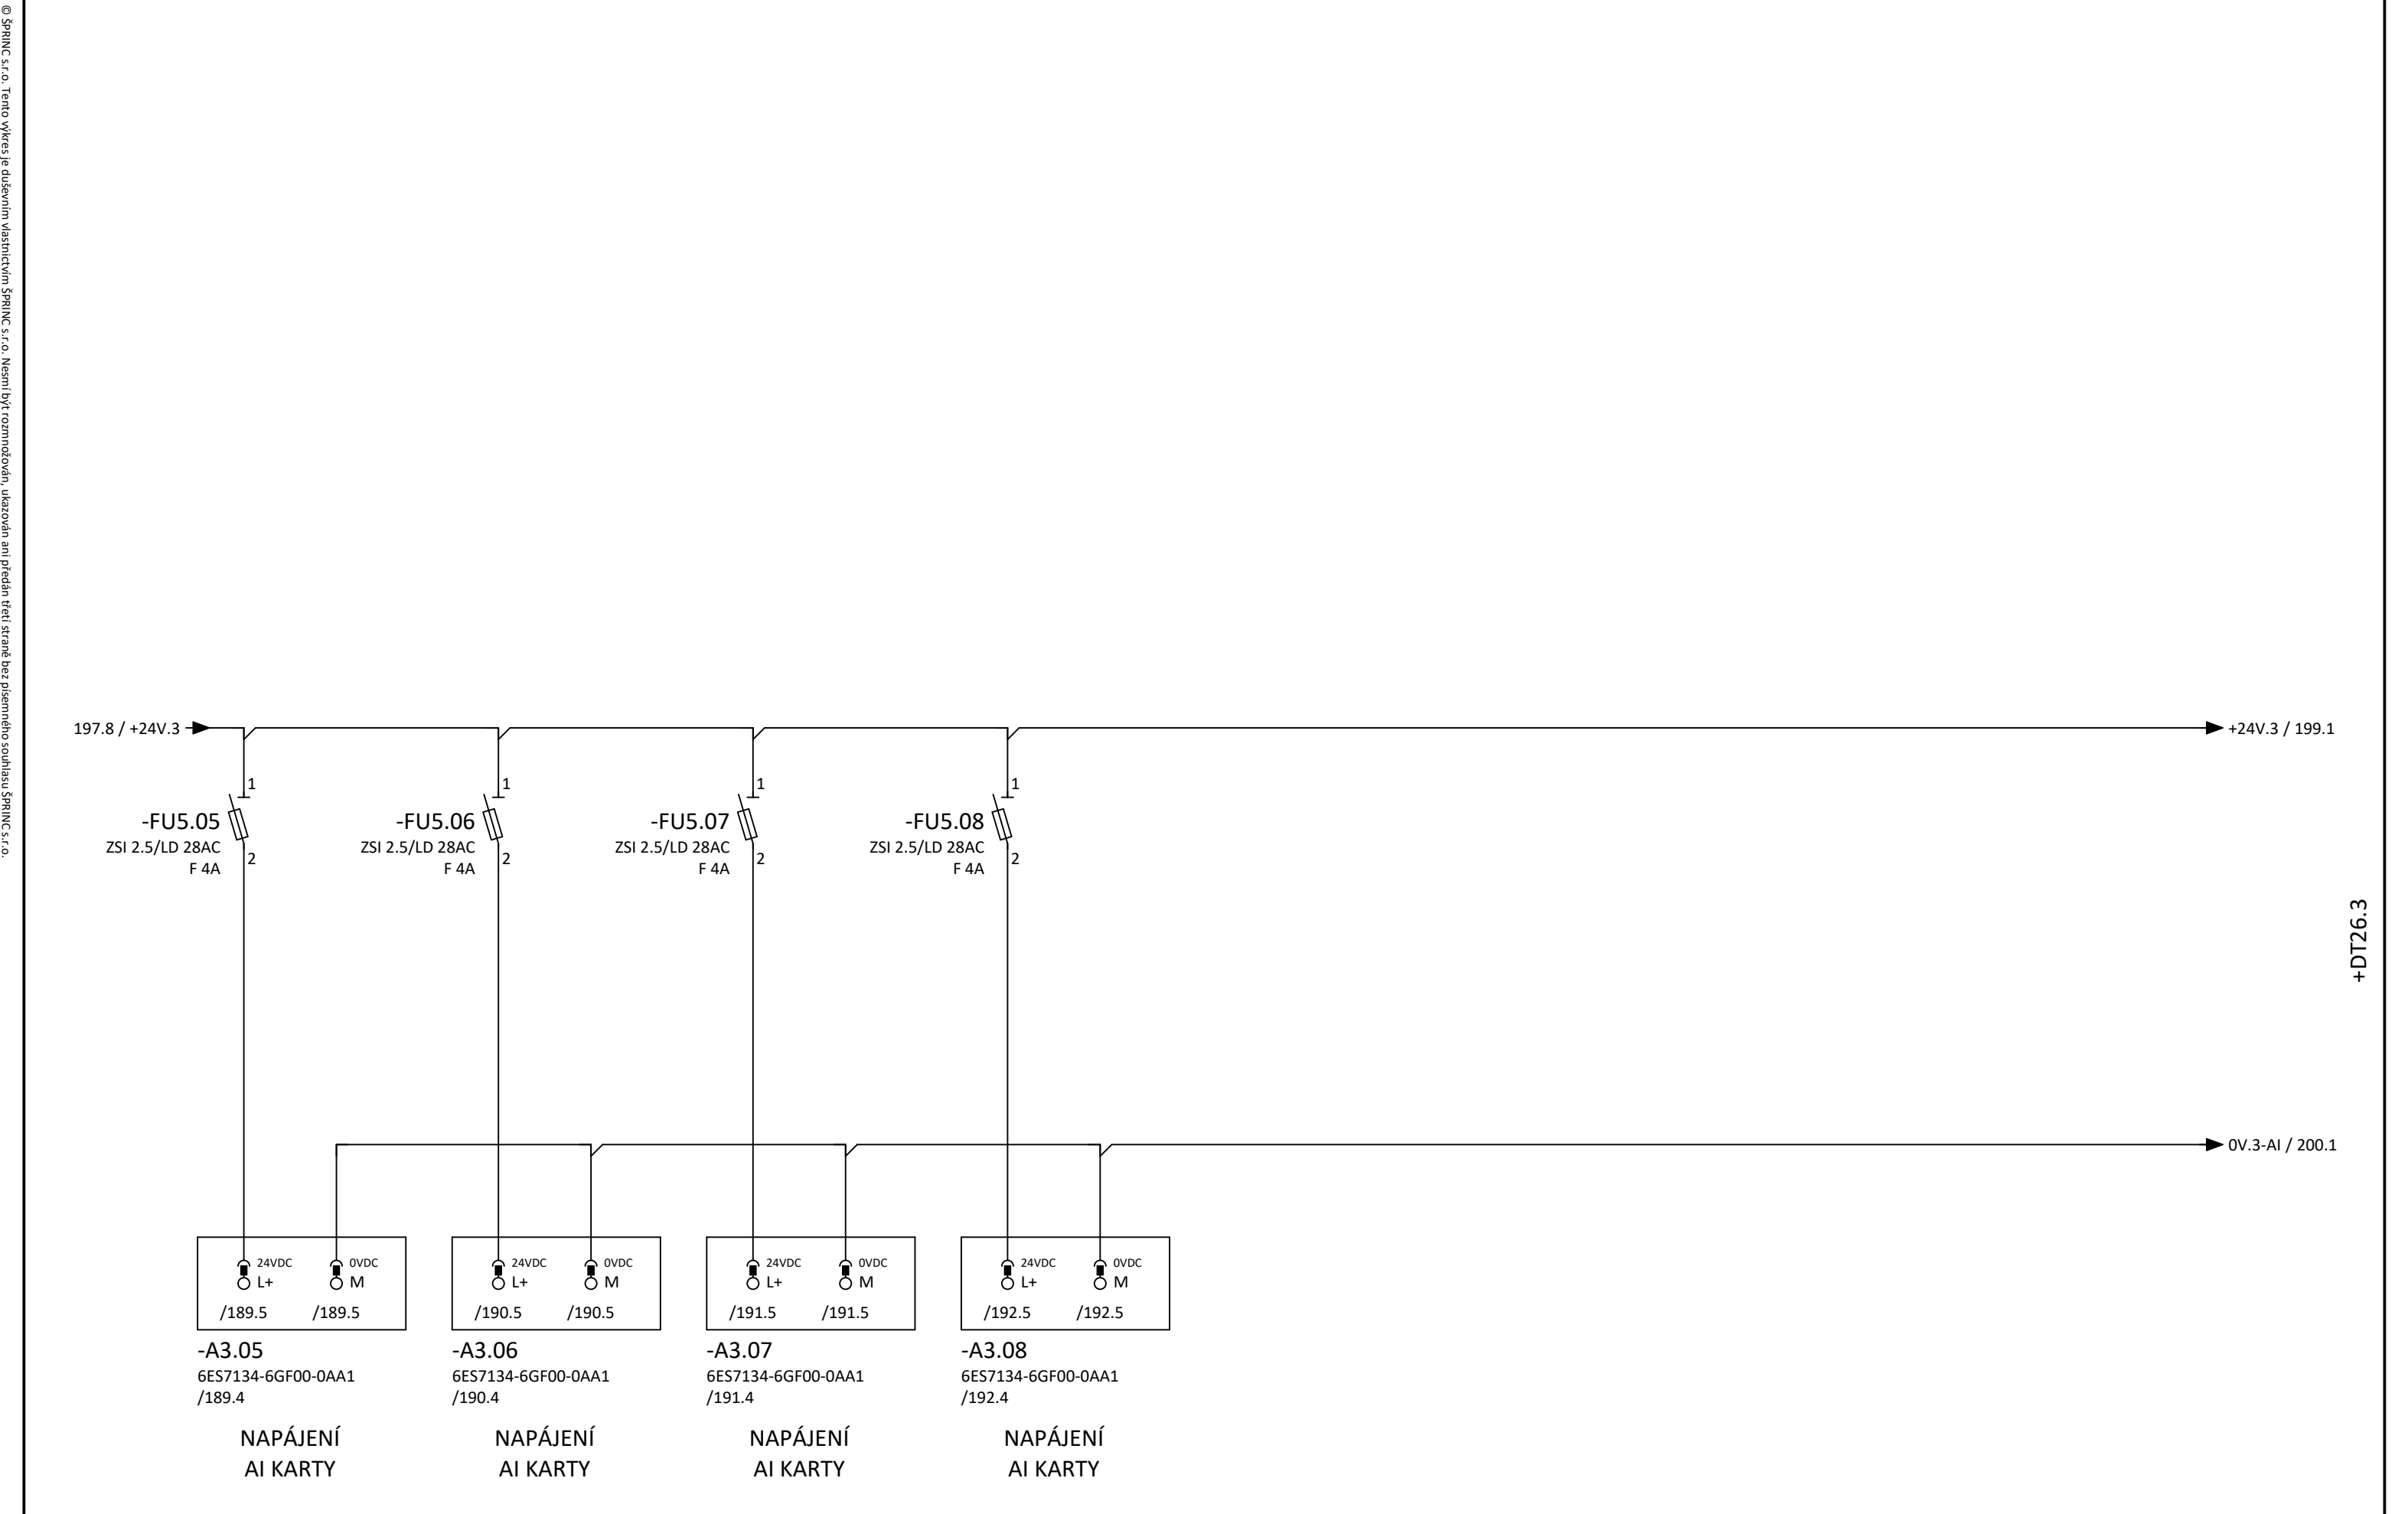 © ŠPRINC s.r.o. Tento výkres je duševním vlastnictvím ŠPRINC s.r.o. Nesmí být rozmnožován, ukazován ani předán třetí straně bez písemného souhlasu ŠPRINC s.r.o.
197.8 / +24V.3
+24V.3 / 199.1
1
-FU5.05
ZSI 2.5/LD 28AC
F 4A
2
1
-FU5.06
ZSI 2.5/LD 28AC
F 4A
2
1
-FU5.07
ZSI 2.5/LD 28AC
F 4A
2
1
-FU5.08
ZSI 2.5/LD 28AC
F 4A
2
+DT26.3
0V.3-AI / 200.1
24VDC 0VDC
L+ M
/189.5 /189.5
-A3.05
6ES7134-6GF00-0AA1
/189.4
NAPÁJENÍ
AI KARTY
24VDC 0VDC
L+ M
/190.5 /190.5
-A3.06
6ES7134-6GF00-0AA1
/190.4
NAPÁJENÍ
AI KARTY
24VDC 0VDC
L+ M
/191.5 /191.5
-A3.07
6ES7134-6GF00-0AA1
/191.4
NAPÁJENÍ
AI KARTY
24VDC 0VDC
L+ M
/192.5 /192.5
-A3.08
6ES7134-6GF00-0AA1
/192.4
NAPÁJENÍ
AI KARTY